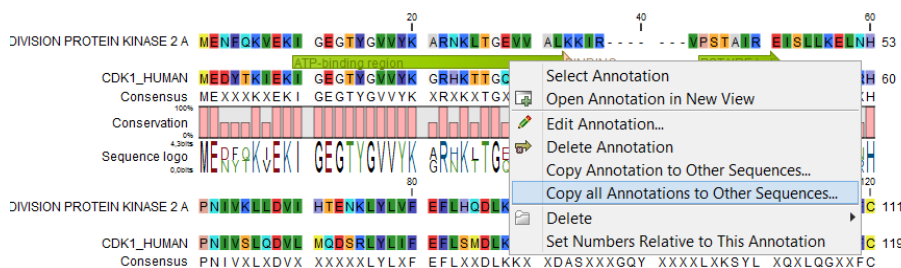 20 40 60
DIVISION PROTEIN KINASE 2 A MENFQKVEKI GEGTYGVVYK ARNKLTGEVV ALKKIR---- ----VPSTAIR EISLLKELNH 53
ATP-binding region
CDK1_HUMAN MEDYTKIEKI GEGTYGVVYK GRHKTTGQ H 60
Consensus MEXXXKXEKI GEGTYGVVYK XRXKXTGX XH
100%
Conservation
0%
4,3bits
Sequence logo
0,0bits
80 120
DIVISION PROTEIN KINASE 2 A PNIVKLLDVI HTENKLYLVF EFLHQDLK HC 111
CDK1_HUMAN PNIVSLQDVL MQDSRLYLIF EFLSMDLK C 119
Consensus PNIVXLXDVX XXXXXLYLXF EFLXXDLKKX XDASXXXGQY XXXXLXKSYL XQXLQGXXFC
Select Annotation
Open Annotation in New View
Edit Annotation...
Delete Annotation
Copy Annotation to Other Sequences...
Copy all Annotations to Other Sequences...
Delete
Set Numbers Relative to This Annotation